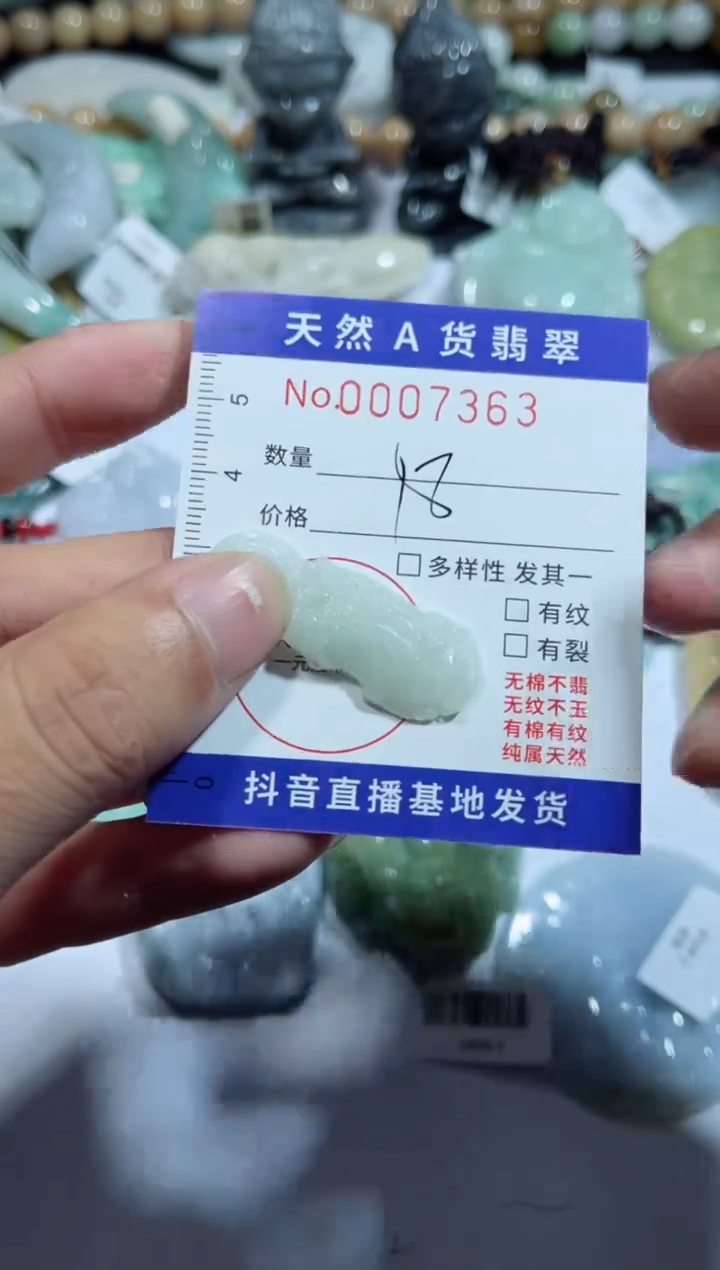 天然A货翡翠
No.0007363
5
数量
4
18
价格
□多样性 发其一
□有纹
□有裂
无棉不翡
无纹不玉
有棉有纹
纯属天然
0
抖音直播基地发货